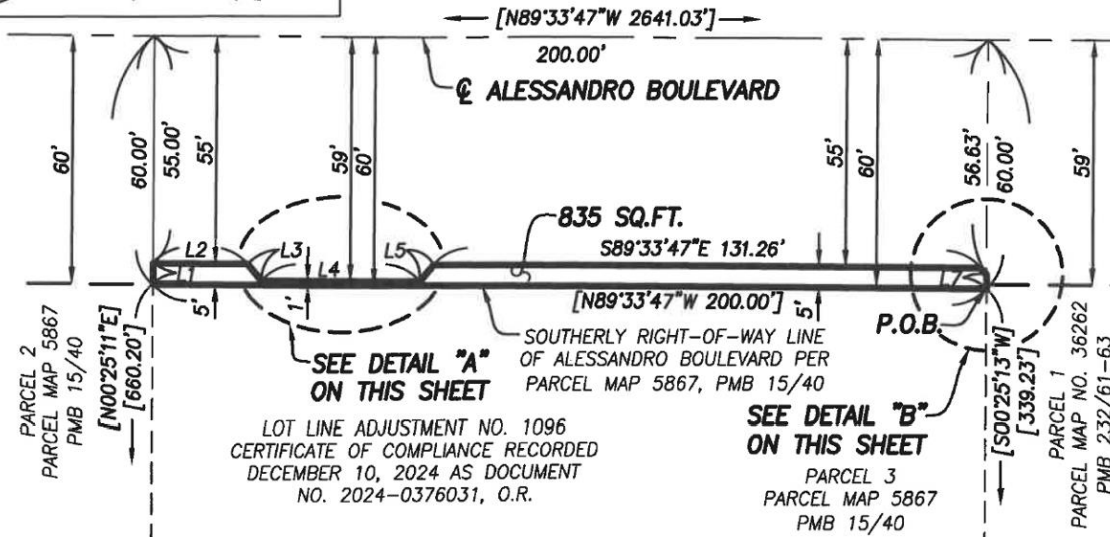 [N89°33'47"W 2641.03']
200.00'
℄ ALESSANDRO BOULEVARD
60'
60.00'
55.00'
55'
59'
60'
55'
60'
56.63'
60.00'
59'
835 SQ.FT.
S89°33'47"E 131.26'
L2
L3
L5
L1
L4
L7
5'
1'
[N89°33'47"W 200.00']
5'
P.O.B.
SOUTHERLY RIGHT-OF-WAY LINE
OF ALESSANDRO BOULEVARD PER
PARCEL MAP 5867, PMB 15/40
SEE DETAIL "A"
ON THIS SHEET
SEE DETAIL "B"
ON THIS SHEET
LOT LINE ADJUSTMENT NO. 1096
CERTIFICATE OF COMPLIANCE RECORDED
DECEMBER 10, 2024 AS DOCUMENT
NO. 2024-0376031, O.R.
PARCEL 3
PARCEL MAP 5867
PMB 15/40
PARCEL 2
PARCEL MAP 5867
PMB 15/40
[N00°25'11"E]
[660.20']
[S00°25'13"W]
[339.23']
PARCEL 1
PARCEL MAP NO. 36262
PMB 232/61-63